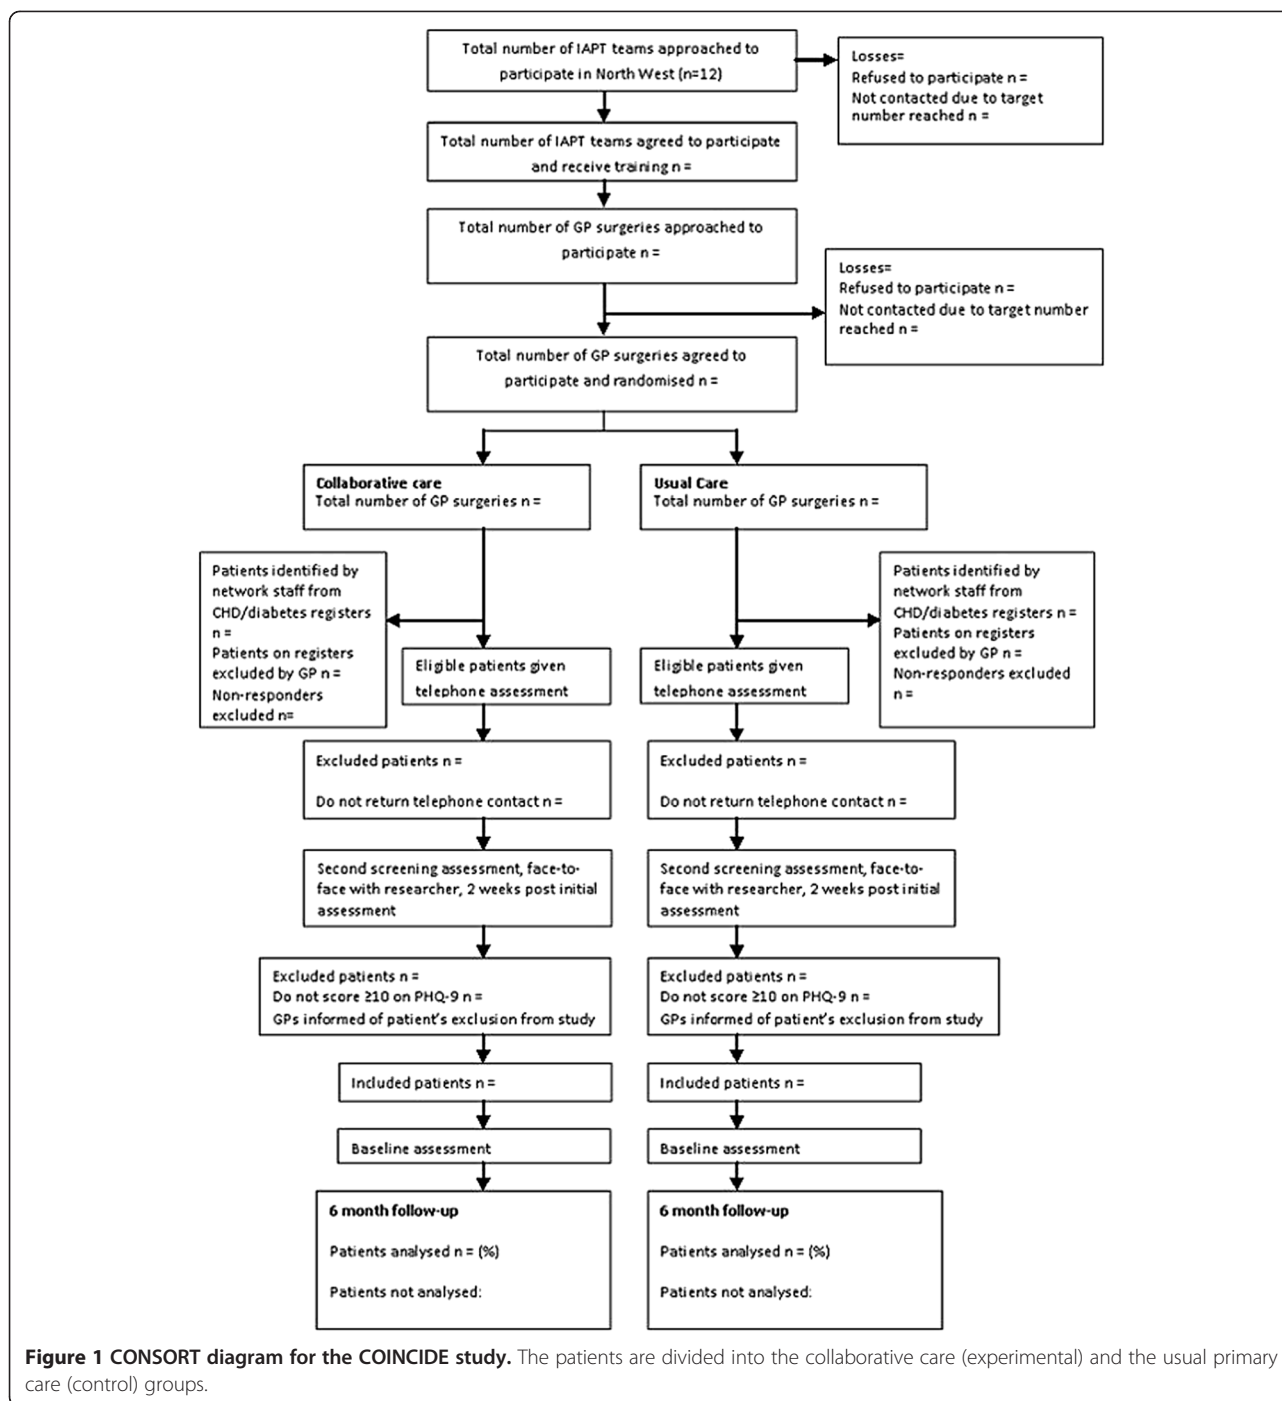 Total number of IAPT teams approached to
participate in North West (n=12)
Losses=
Refused to participate n =
Not contacted due to target
number reached n =
Total number of IAPT teams agreed to participate
and receive training n =
Total number of GP surgeries approached to
participate n =
Losses=
Refused to participate n =
Not contacted due to target number
reached n =
Total number of GP surgeries agreed to
participate and randomised n =
Collaborative care
Total number of GP surgeries n =
Usual Care
Total number of GP surgeries n =
Patients identified by
network staff from
CHD/diabetes registers
n =
Patients on registers
excluded by GP n =
Non-responders
excluded n=
Eligible patients given
telephone assessment
Eligible patients given
telephone assessment
Patients identified by
network staff from
CHD/diabetes registers n =
Patients on registers
excluded by GP n =
Non-responders excluded
n =
Excluded patients n =
Do not return telephone contact n =
Excluded patients n =
Do not return telephone contact n =
Second screening assessment, face-to-
face with researcher, 2 weeks post initial
assessment
Second screening assessment, face-to-
face with researcher, 2 weeks post initial
assessment
Excluded patients n =
Do not score ≥10 on PHQ-9 n =
GPs informed of patient's exclusion from study
Excluded patients n =
Do not score ≥10 on PHQ-9 n =
GPs informed of patient's exclusion from study
Included patients n =
Included patients n =
Baseline assessment
Baseline assessment
6 month follow-up
Patients analysed n = (%)
Patients not analysed:
6 month follow-up
Patients analysed n = (%)
Patients not analysed:
Figure 1 CONSORT diagram for the COINCIDE study. The patients are divided into the collaborative care (experimental) and the usual primary
care (control) groups.